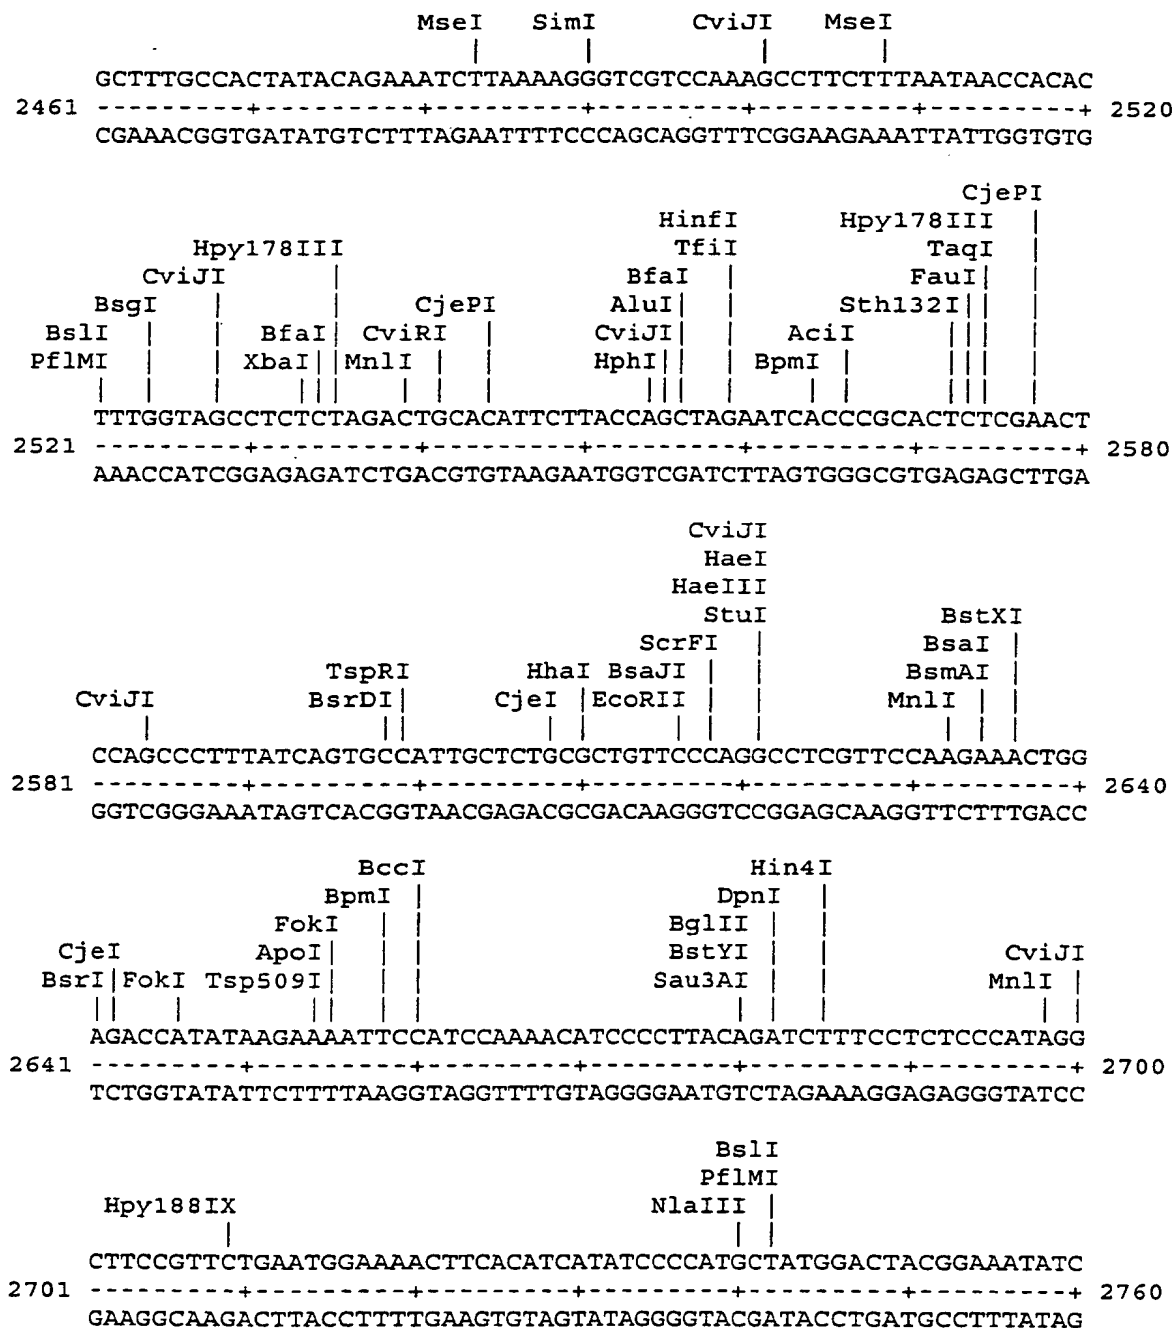 MseI SimI CviJI MseI
GCTTTGCCACTATACAGAAATCTTAAAAGGGTCGTCCAAAGCCTTCTTTAATAACCACAC
2461 ---------+---------+---------+---------+---------+---------+ 2520
CGAAACGGTGATATGTCTTTAGAATTTTCCCAGCAGGTTTCGGAAGAAATTATTGGTGTG
CjePI
HinfI Hpy178III
Hpy178III TfiI TaqI
CviJI BfaI FauI
BsgI CjePI AluI Sth132I
BslI BfaI CviRI CviJI AciI
PflMI XbaI MnlI HphI BpmI
TTTGGTAGCCTCTCTAGACTGCACATTCTTACCAGCTAGAATCACCCGCACTCTCGAACT
2521 ---------+---------+---------+---------+---------+---------+ 2580
AAACCATCGGAGAGATCTGACGTGTAAGAATGGTCGATCTTAGTGGGCGTGAGAGCTTGA
CviJI
HaeI
HaeIII
StuI BstXI
ScrFI BsaI
TspRI HhaI BsaJI BsmAI
CviJI BsrDI CjeI EcoRII MnlI
CCAGCCCTTTATCAGTGCCATTGCTCTGCGCTGTTCCCAGGCCTCGTTCCAAGAAACTGG
2581 ---------+---------+---------+---------+---------+---------+ 2640
GGTCGGGAAATAGTCACGGTAACGAGACGCGACAAGGGTCCGGAGCAAGGTTCTTTGACC
BccI Hin4I
BpmI DpnI
FokI BglII
CjeI ApoI BstYI CviJI
BsrI FokI Tsp509I Sau3AI MnlI
AGACCATATAAGAAAATTCCATCCAAAACATCCCCTTACAGATCTTTCCTCTCCCATAGG
2641 ---------+---------+---------+---------+---------+---------+ 2700
TCTGGTATATTCTTTTAAGGTAGGTTTTGTAGGGGAATGTCTAGAAAGGAGAGGGTATCC
BslI
PflMI
Hpy188IX NlaIII
CTTCCGTTCTGAATGGAAAACTTCACATCATATCCCCATGCTATGGACTACGGAAATATC
2701 ---------+---------+---------+---------+---------+---------+ 2760
GAAGGCAAGACTTACCTTTTGAAGTGTAGTATAGGGGTACGATACCTGATGCCTTTATAG